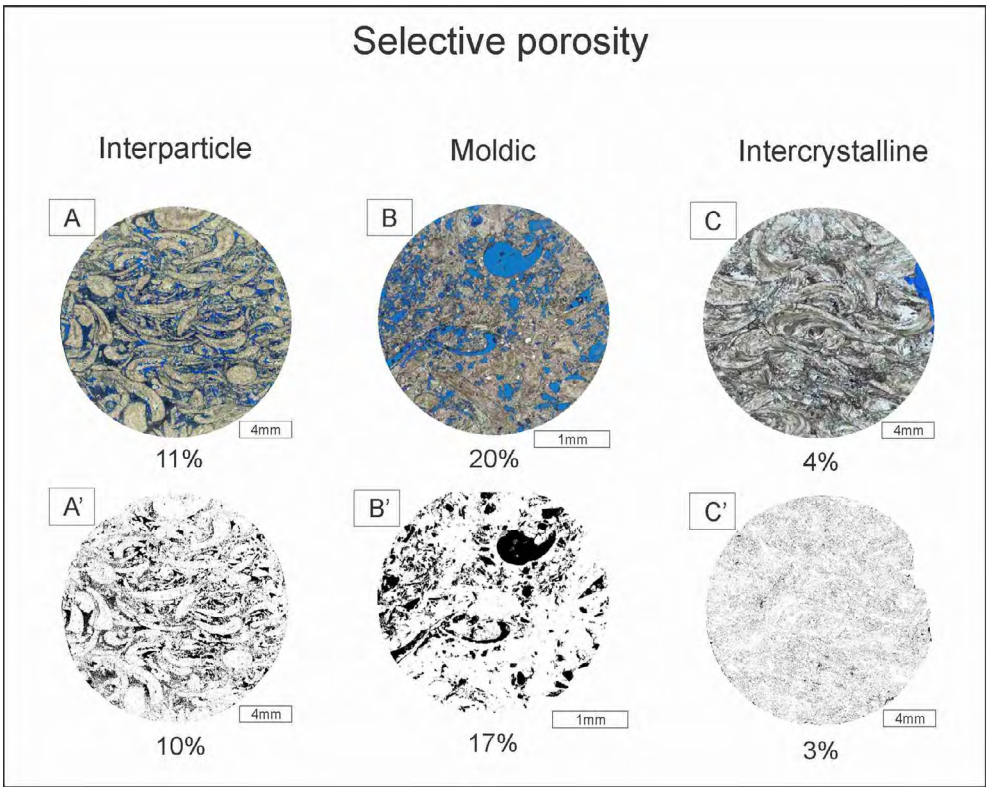 Selective porosity
Interparticle
Moldic
Intercrystalline
A
B
C
4mm
1mm
4mm
11%
20%
4%
A'
B'
C'
4mm
1mm
4mm
10%
17%
3%